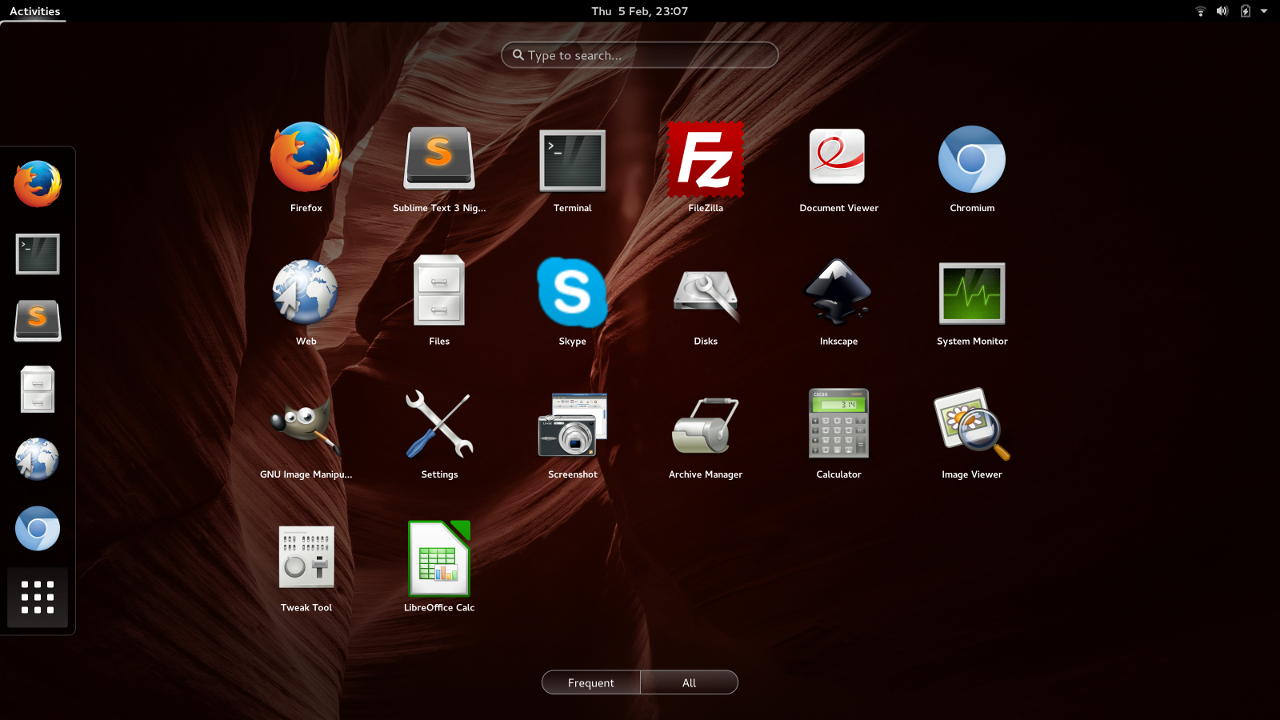 Activities
Thu 5 Feb, 23:07
Type to search...
Firefox
Sublime Text 3 Nig...
Terminal
FileZilla
Document Viewer
Chromium
Web
Files
Skype
Disks
Inkscape
System Monitor
GNU Image Manipu...
Settings
Screenshot
Archive Manager
Calculator
Image Viewer
Tweak Tool
LibreOffice Calc
Frequent
All